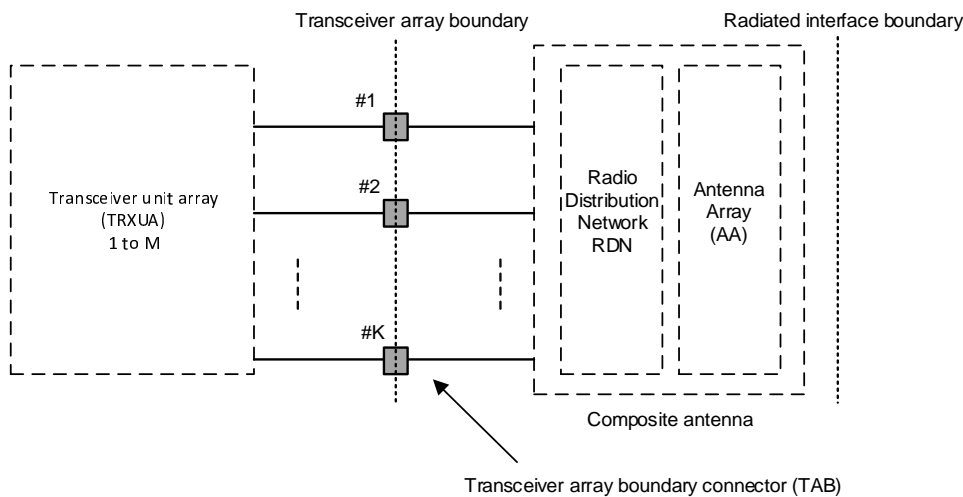 Transceiver array boundary
Radiated interface boundary
#1
#2
#K
Transceiver unit array
(TRXUA)
1 to M
Radio
Distribution
Network
RDN
Antenna
Array
(AA)
Composite antenna
Transceiver array boundary connector (TAB)